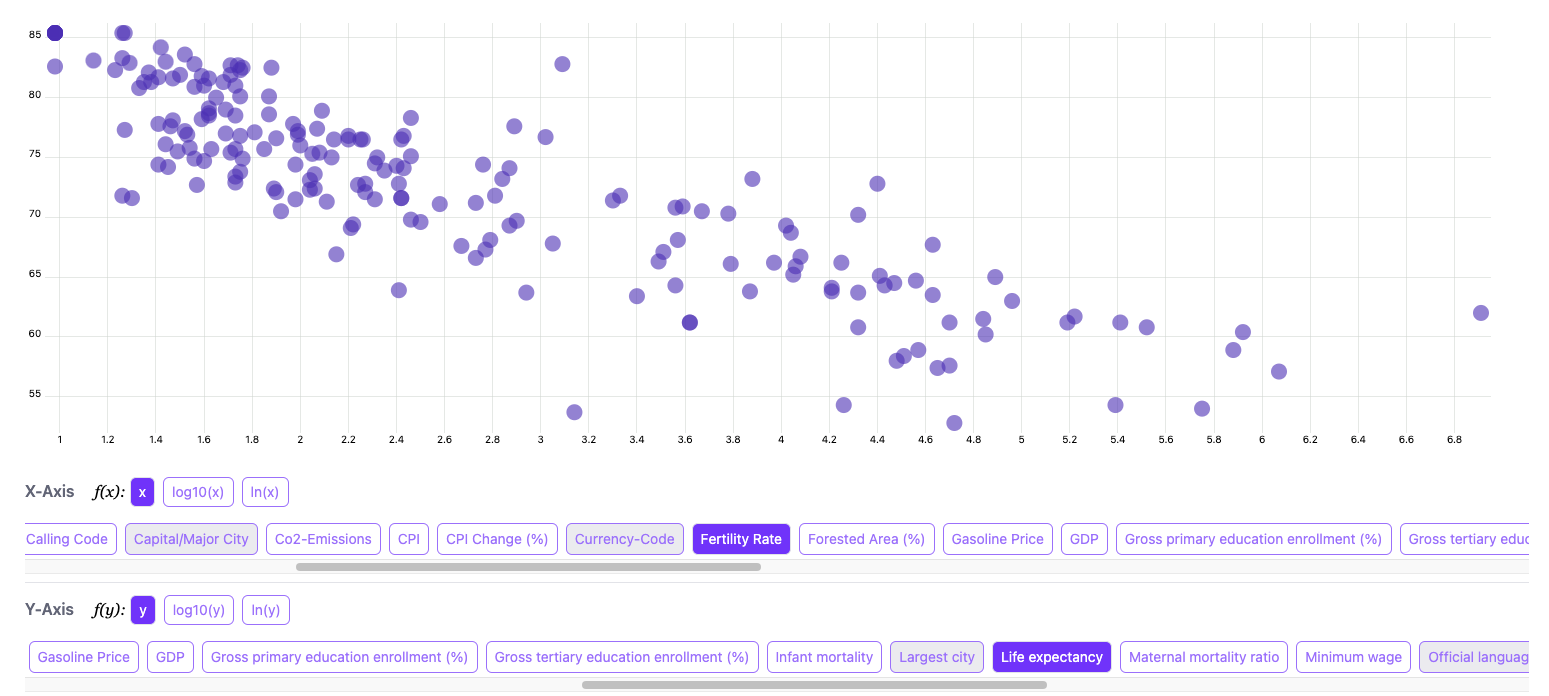 85
80
75
70
65
60
55
1 1.2 1.4 1.6 1.8 2 2.2 2.4 2.6 2.8 3 3.2 3.4 3.6 3.8 4 4.2 4.4 4.6 4.8 5 5.2 5.4 5.6 5.8 6 6.2 6.4 6.6 6.8
X-Axis f(x): x log10(x) ln(x)
Calling Code Capital/Major City Co2-Emissions CPI CPI Change (%) Currency-Code Fertility Rate Forested Area (%) Gasoline Price GDP Gross primary education enrollment (%) Gross tertiary educ
Y-Axis f(y): y log10(y) ln(y)
Gasoline Price GDP Gross primary education enrollment (%) Gross tertiary education enrollment (%) Infant mortality Largest city Life expectancy Maternal mortality ratio Minimum wage Official languag